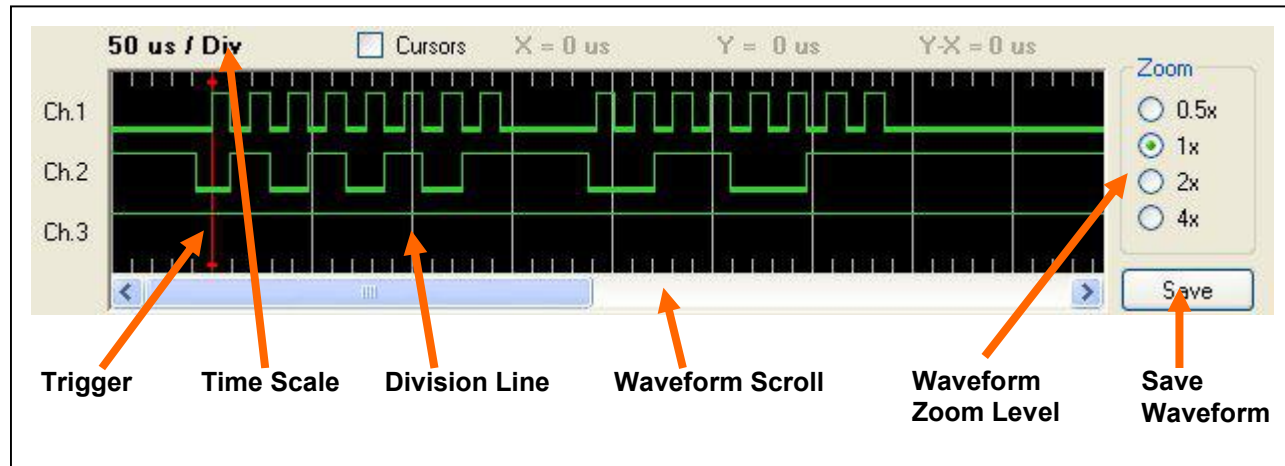 50 us / Div Cursors X = 0 us Y = 0 us Y-X = 0 us
Zoom
Ch.1
0.5x
1x
Ch.2
2x
Ch.3
4x
Save
Trigger Time Scale Division Line Waveform Scroll Waveform Zoom Level Save Waveform